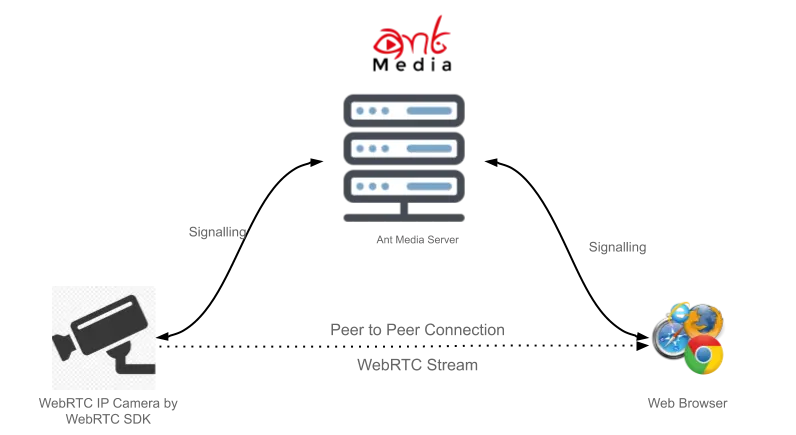 ant
Media
Signalling
Ant Media Server
Signalling
Peer to Peer Connection
WebRTC Stream
WebRTC IP Camera by
WebRTC SDK
Web Browser